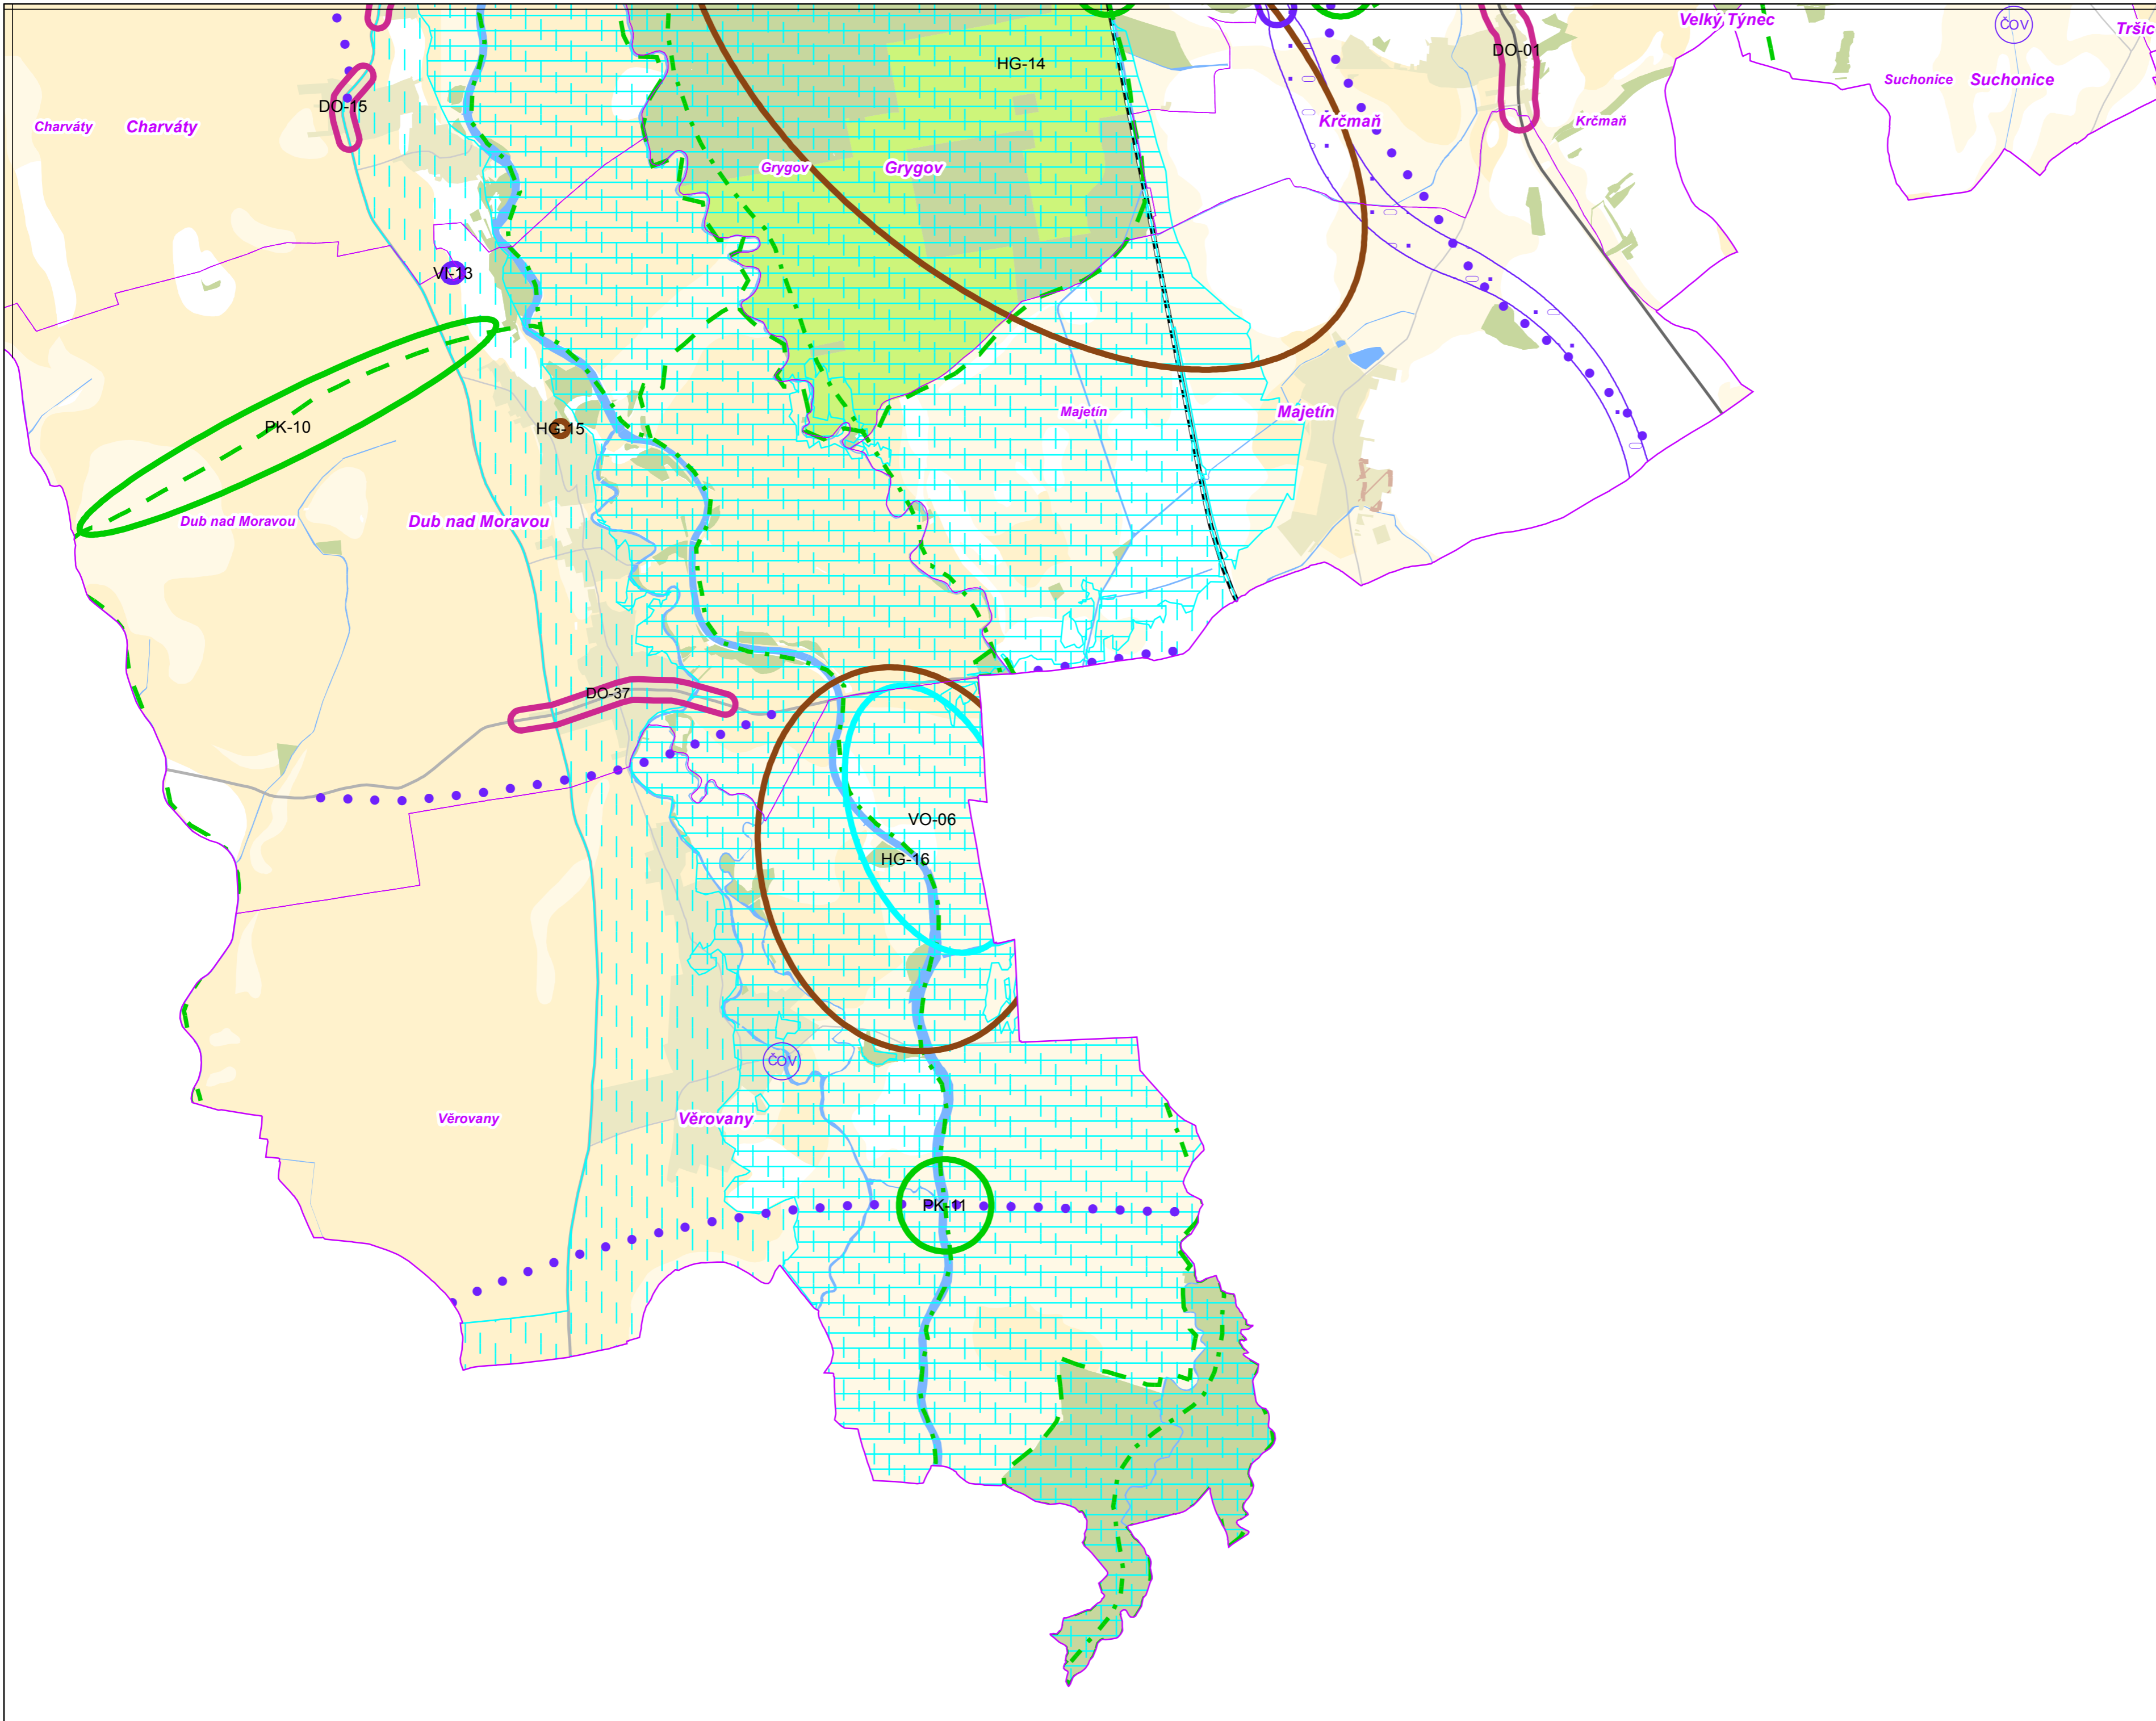 Velký Týnec
ČOV
Tršic
DO-01
HG-14
Suchonice
Suchonice
DO-15
Krčmaň
Krčmaň
Charváty
Charváty
Grygov
Grygov
VI-13
Majetín
Majetín
PK-10
HG-15
Dub nad Moravou
Dub nad Moravou
DO-37
VO-06
HG-16
ČOV
Věrovany
Věrovany
PK-11